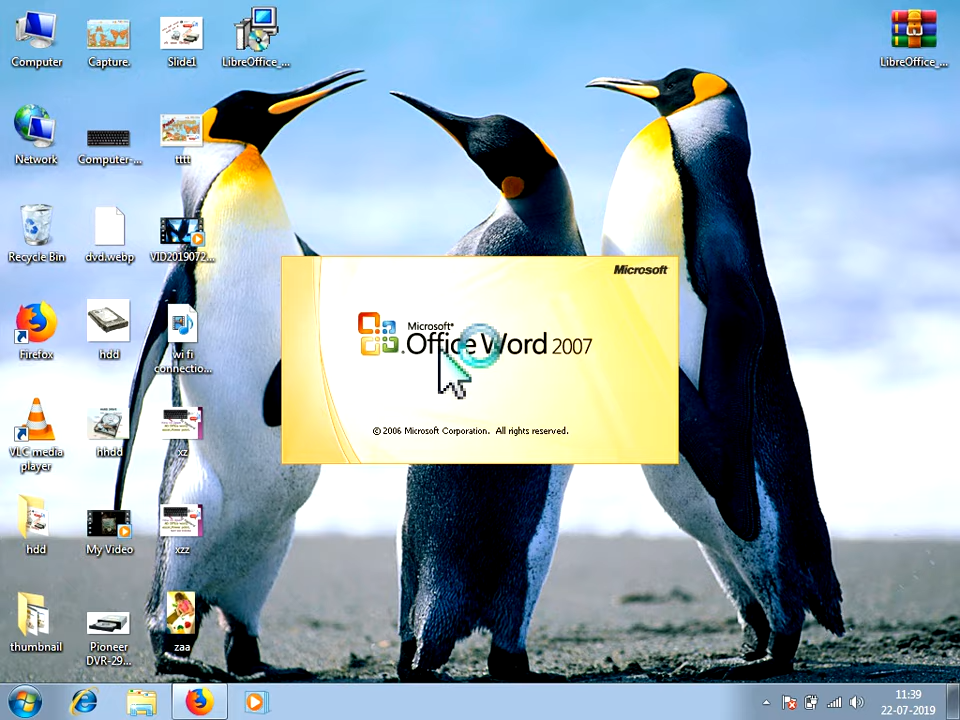 Computer
Capture.
Slide1
LibreOffice_...
LibreOffice_...
Network
Computer-...
tttt
Recycle Bin
dvd.webp
VID2019072...
Firefox
hdd
wi fi
connectio...
VLC media
player
hhdd
xz
hdd
My Video
xzz
thumbnail
Pioneer
DVR-29...
zaa
Microsoft
Microsoft®
Office Word 2007
© 2006 Microsoft Corporation. All rights reserved.
11:39
22-07-2019